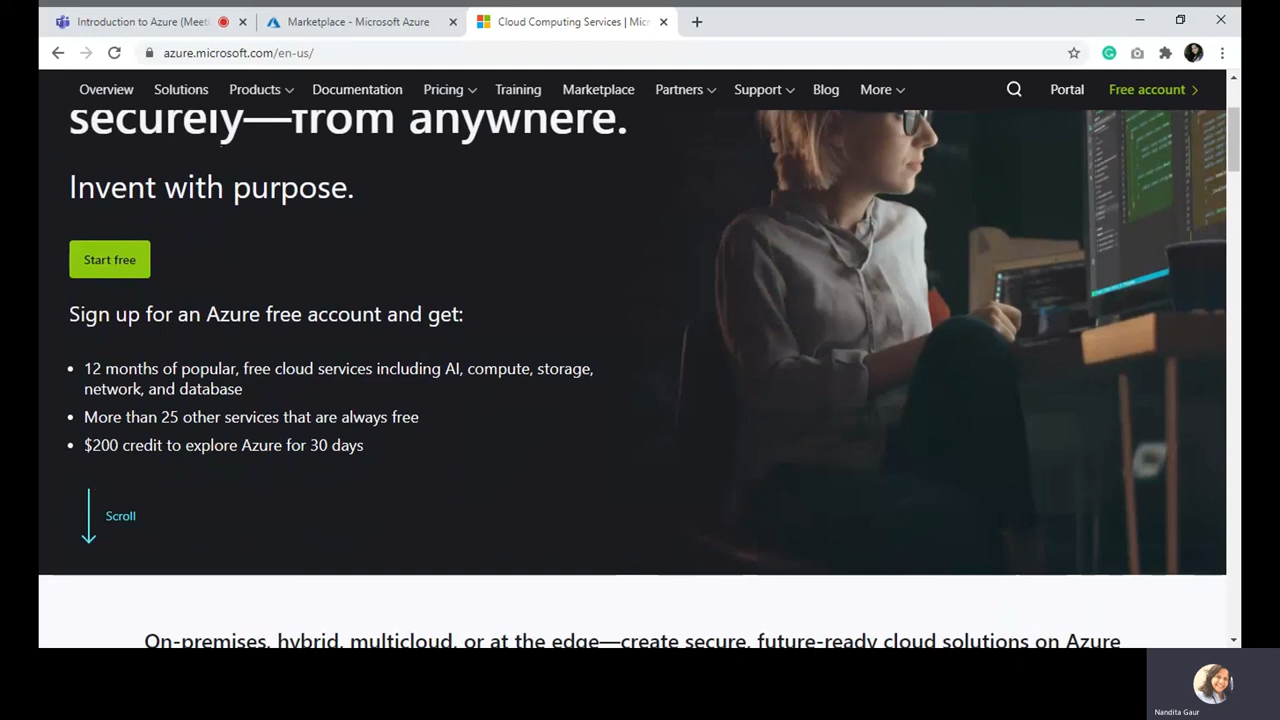 Introduction to Azure (Meeti
Marketplace - Microsoft Azure
Cloud Computing Services | Micr
azure.microsoft.com/en-us/
Overview Solutions Products Documentation Pricing Training Marketplace Partners Support Blog More Portal Free account
securely—from anywhere.
Invent with purpose.
Start free
Sign up for an Azure free account and get:
• 12 months of popular, free cloud services including AI, compute, storage,
network, and database
• More than 25 other services that are always free
• $200 credit to explore Azure for 30 days
Scroll
On-premises, hybrid, multicloud, or at the edge—create secure, future-ready cloud solutions on Azure
Nandita Gaur